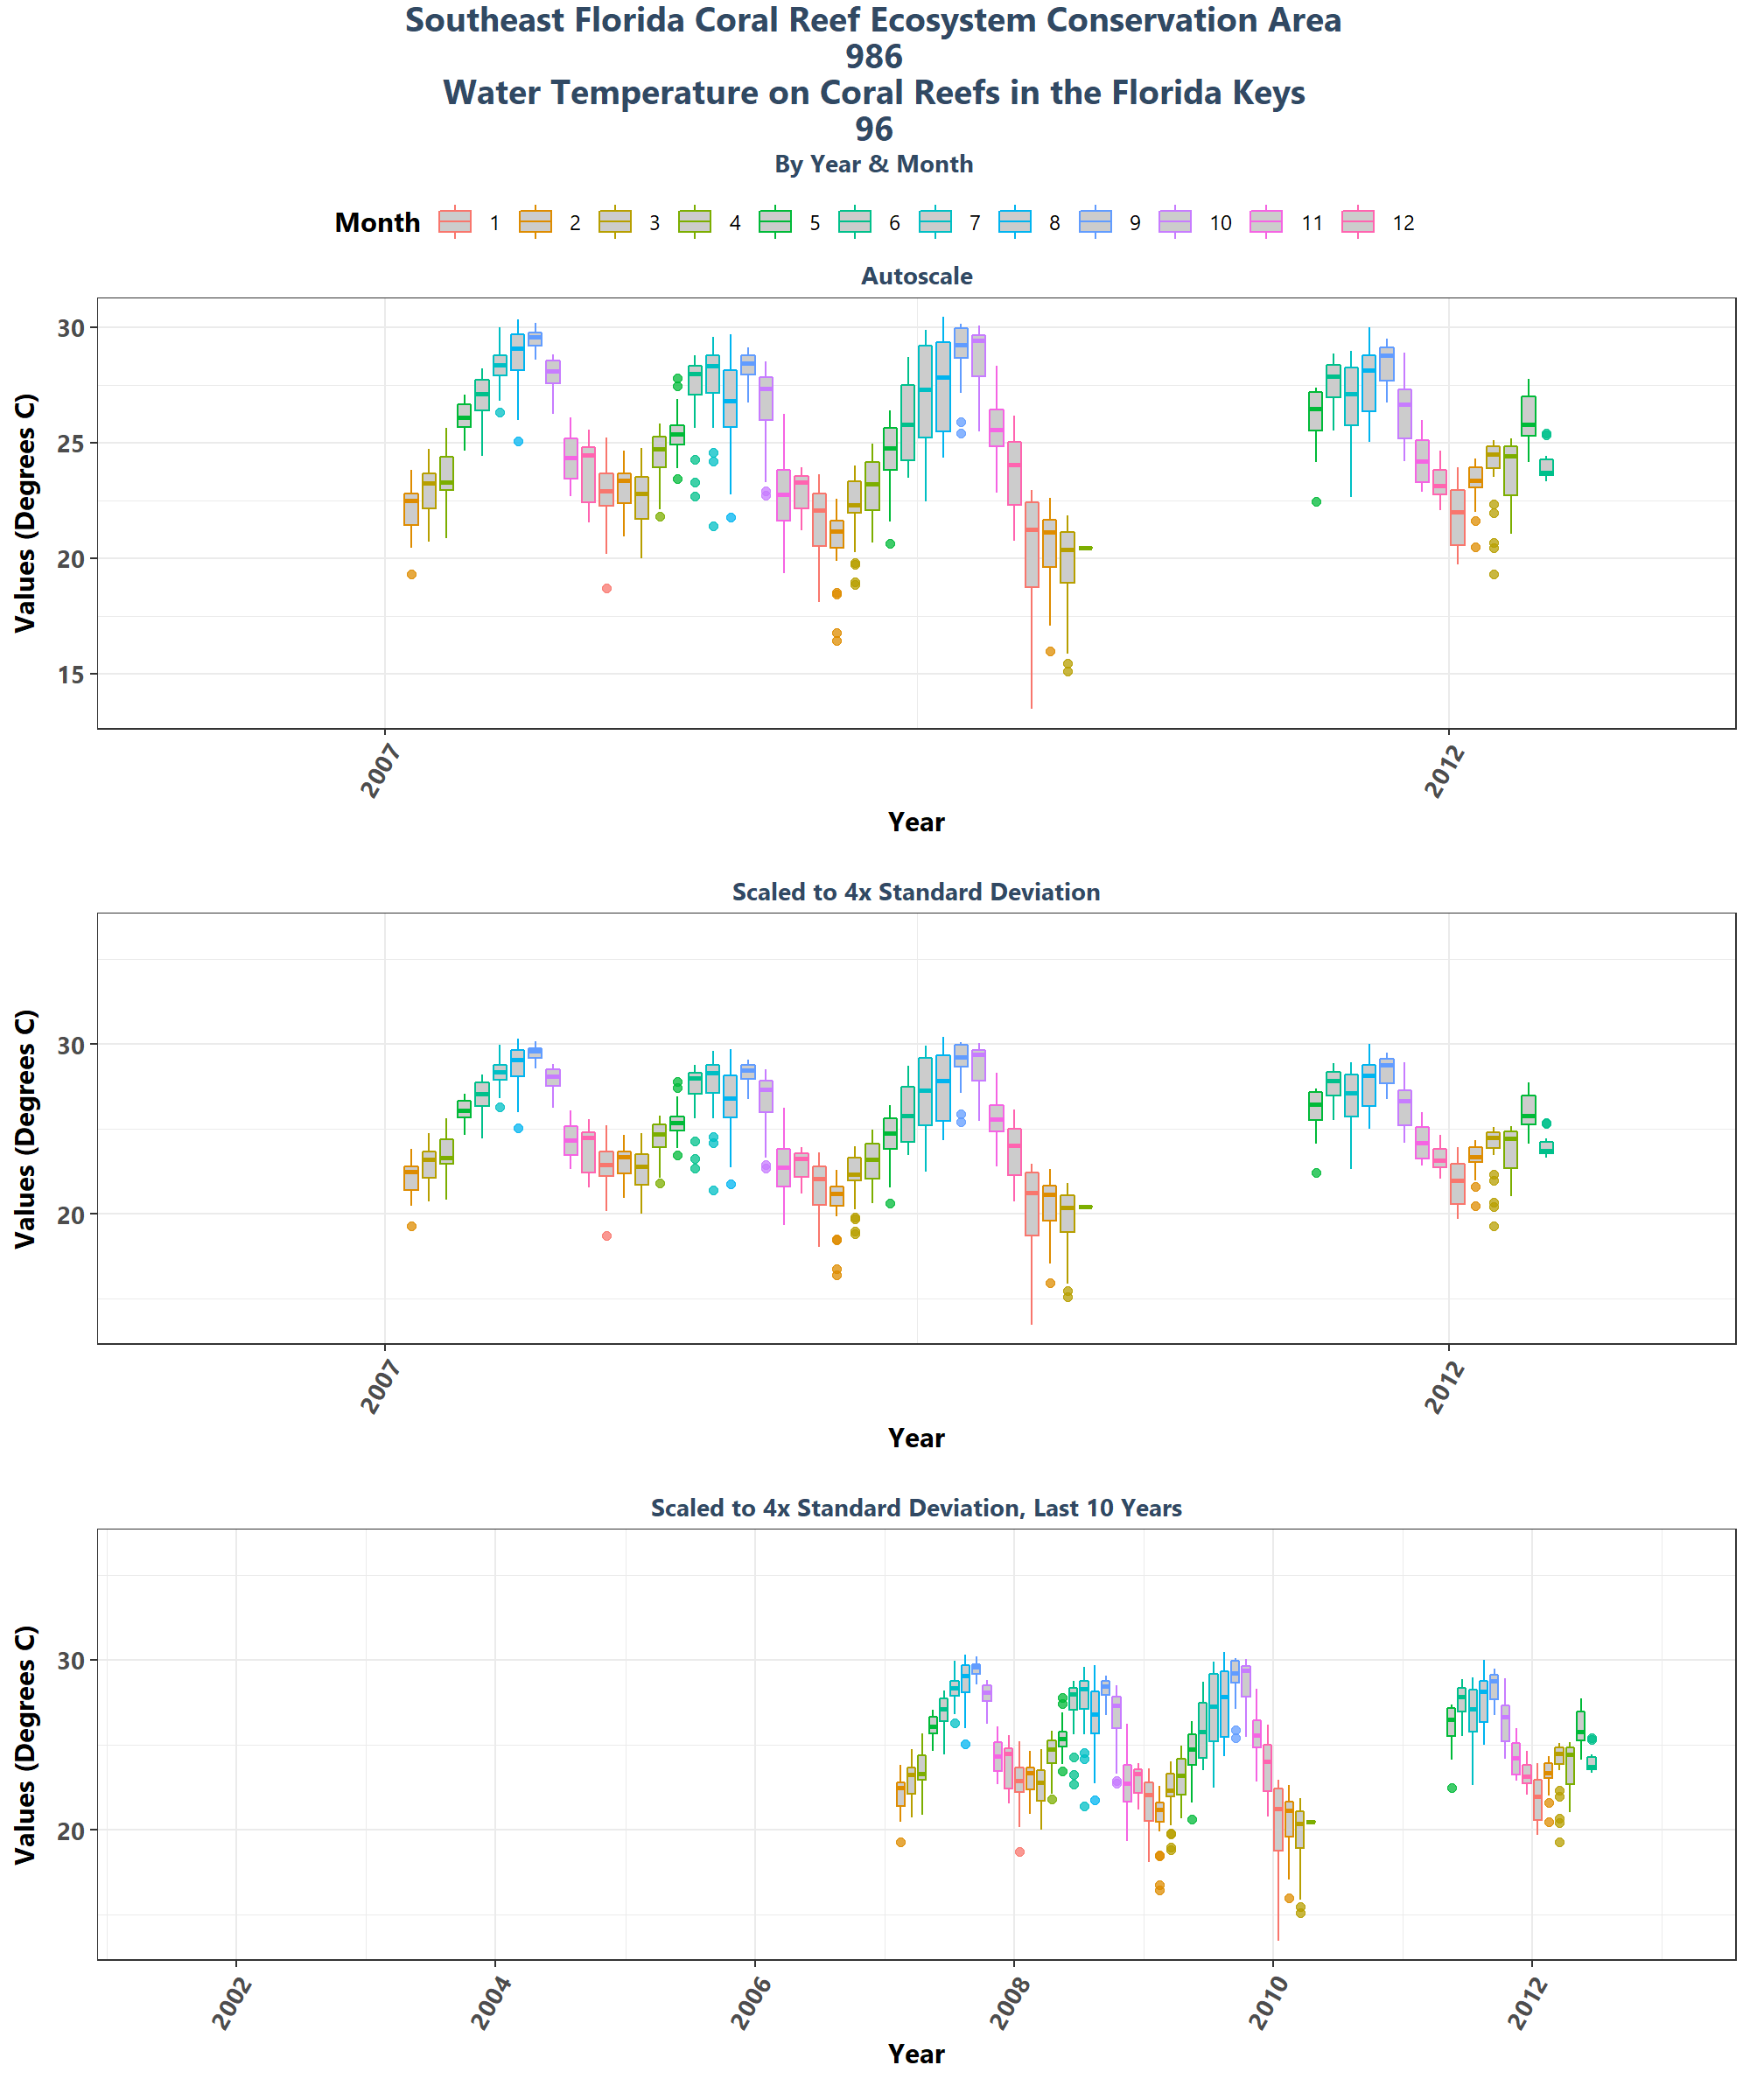 Southeast Florida Coral Reef Ecosystem Conservation Area
986
Water Temperature on Coral Reefs in the Florida Keys
96
By Year & Month
Month 1 2 3 4 5 6 7 8 9 10 11 12
Autoscale
Values (Degrees C)
30
25
20
15
2007 2012
Year
Scaled to 4x Standard Deviation
Values (Degrees C)
30
20
2007 2012
Year
Scaled to 4x Standard Deviation, Last 10 Years
Values (Degrees C)
30
20
2002 2004 2006 2008 2010 2012
Year